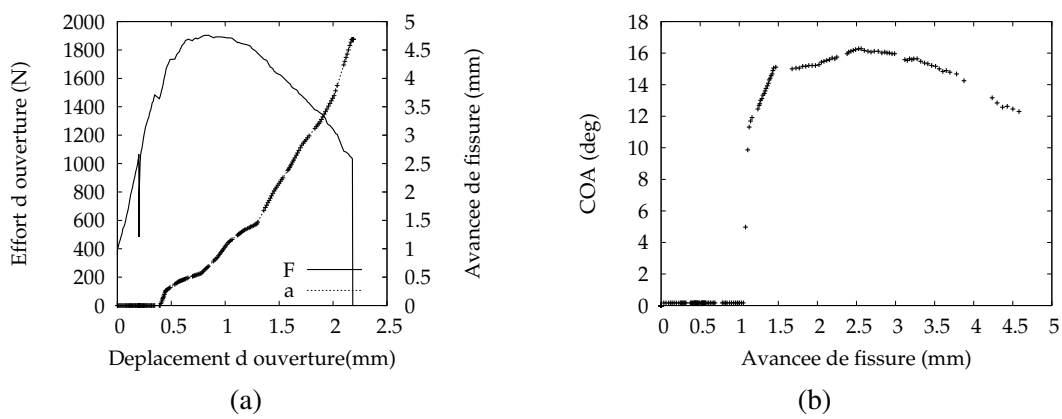 2000
1800
1600
1400
1200
1000
800
600
400
200
0
Effort d ouverture (N)
5
4.5
4
3.5
3
2.5
2
1.5
1
0.5
0
Avancee de fissure (mm)
F
a
0 0.5 1 1.5 2 2.5
Deplacement d ouverture(mm)
(a)
18
16
14
12
10
8
6
4
2
0
COA (deg)
0 0.5 1 1.5 2 2.5 3 3.5 4 4.5 5
Avancee de fissure (mm)
(b)